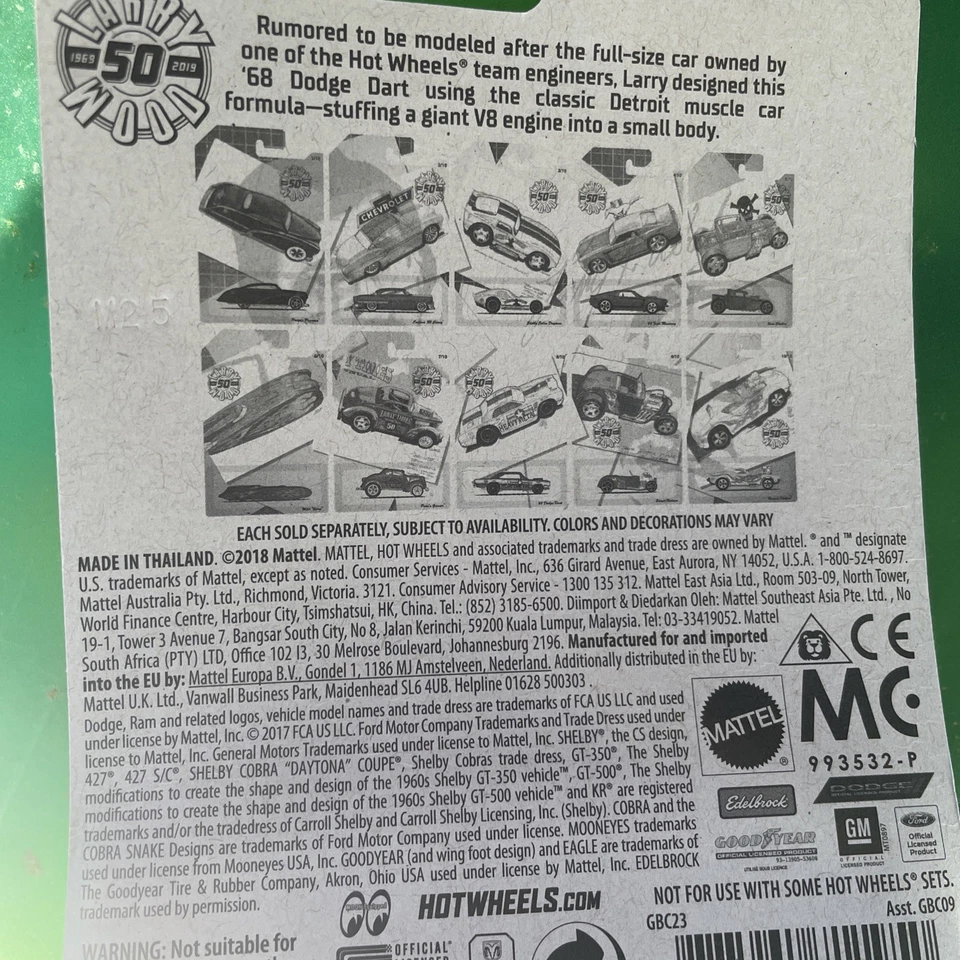 LARRY
1969 50 2019
WOOD
Rumored to be modeled after the full-size car owned by
one of the Hot Wheels® team engineers, Larry designed this
'68 Dodge Dart using the classic Detroit muscle car
formula—stuffing a giant V8 engine into a small body.
CHEVROLET
M25
EACH SOLD SEPARATELY, SUBJECT TO AVAILABILITY. COLORS AND DECORATIONS MAY VARY
MADE IN THAILAND. ©2018 Mattel. MATTEL, HOT WHEELS and associated trademarks and trade dress are owned by Mattel. ® and ™ designate
U.S. trademarks of Mattel, except as noted. Consumer Services - Mattel, Inc., 636 Girard Avenue, East Aurora, NY 14052, U.S.A. 1-800-524-8697.
Mattel Australia Pty. Ltd., Richmond, Victoria. 3121. Consumer Advisory Service - 1300 135 312. Mattel East Asia Ltd., Room 503-09, North Tower,
World Finance Centre, Harbour City, Tsimshatsui, HK, China. Tel.: (852) 3185-6500. Diimport & Diedarkan Oleh: Mattel Southeast Asia Pte. Ltd. , No
19-1, Tower 3 Avenue 7, Bangsar South City, No 8, Jalan Kerinchi, 59200 Kuala Lumpur, Malaysia. Tel: 03-33419052. Mattel
South Africa (PTY) LTD, Office 102 I3, 30 Melrose Boulevard, Johannesburg 2196. Manufactured for and imported
into the EU by: Mattel Europa B.V., Gondel 1, 1186 MJ Amstelveen, Nederland. Additionally distributed in the EU by:
Mattel U.K. Ltd., Vanwall Business Park, Maidenhead SL6 4UB. Helpline 01628 500303 .
Dodge, Ram and related logos, vehicle model names and trade dress are trademarks of FCA US LLC and used
under license by Mattel, Inc. © 2017 FCA US LLC. Ford Motor Company Trademarks and Trade Dress used under
license to Mattel, Inc. General Motors Trademarks used under license to Mattel, Inc. SHELBY®, the CS design,
427®, 427 S/C®, SHELBY COBRA "DAYTONA" COUPE®, Shelby Cobras trade dress, GT-350®, The Shelby
modifications to create the shape and design of the 1960s Shelby GT-350 vehicle™, GT-500®, The Shelby
modifications to create the shape and design of the 1960s Shelby GT-500 vehicle™ and KR® are registered
trademarks and/or the tradedress of Carroll Shelby and Carroll Shelby Licensing, Inc. (Shelby). COBRA and the
COBRA SNAKE Designs are trademarks of Ford Motor Company used under license. MOONEYES trademarks
used under license from Mooneyes USA, Inc. GOODYEAR (and wing foot design) and EAGLE are trademarks of
The Goodyear Tire & Rubber Company, Akron, Ohio USA used under license by Mattel, Inc. EDELBROCK
trademark used by permission.
CE
MATTEL®
MC
993532-P
Edelbrock
DODGE
GOODYEAR
OFFICIAL LICENSED PRODUCT
GM
OFFICIAL
LICENSED PRODUCT
Ford
Official
Licensed
Product
HOTWHEELS.COM
NOT FOR USE WITH SOME HOT WHEELS® SETS.
GBC23
Asst. GBC09
WARNING: Not suitable for
OFFICIAL